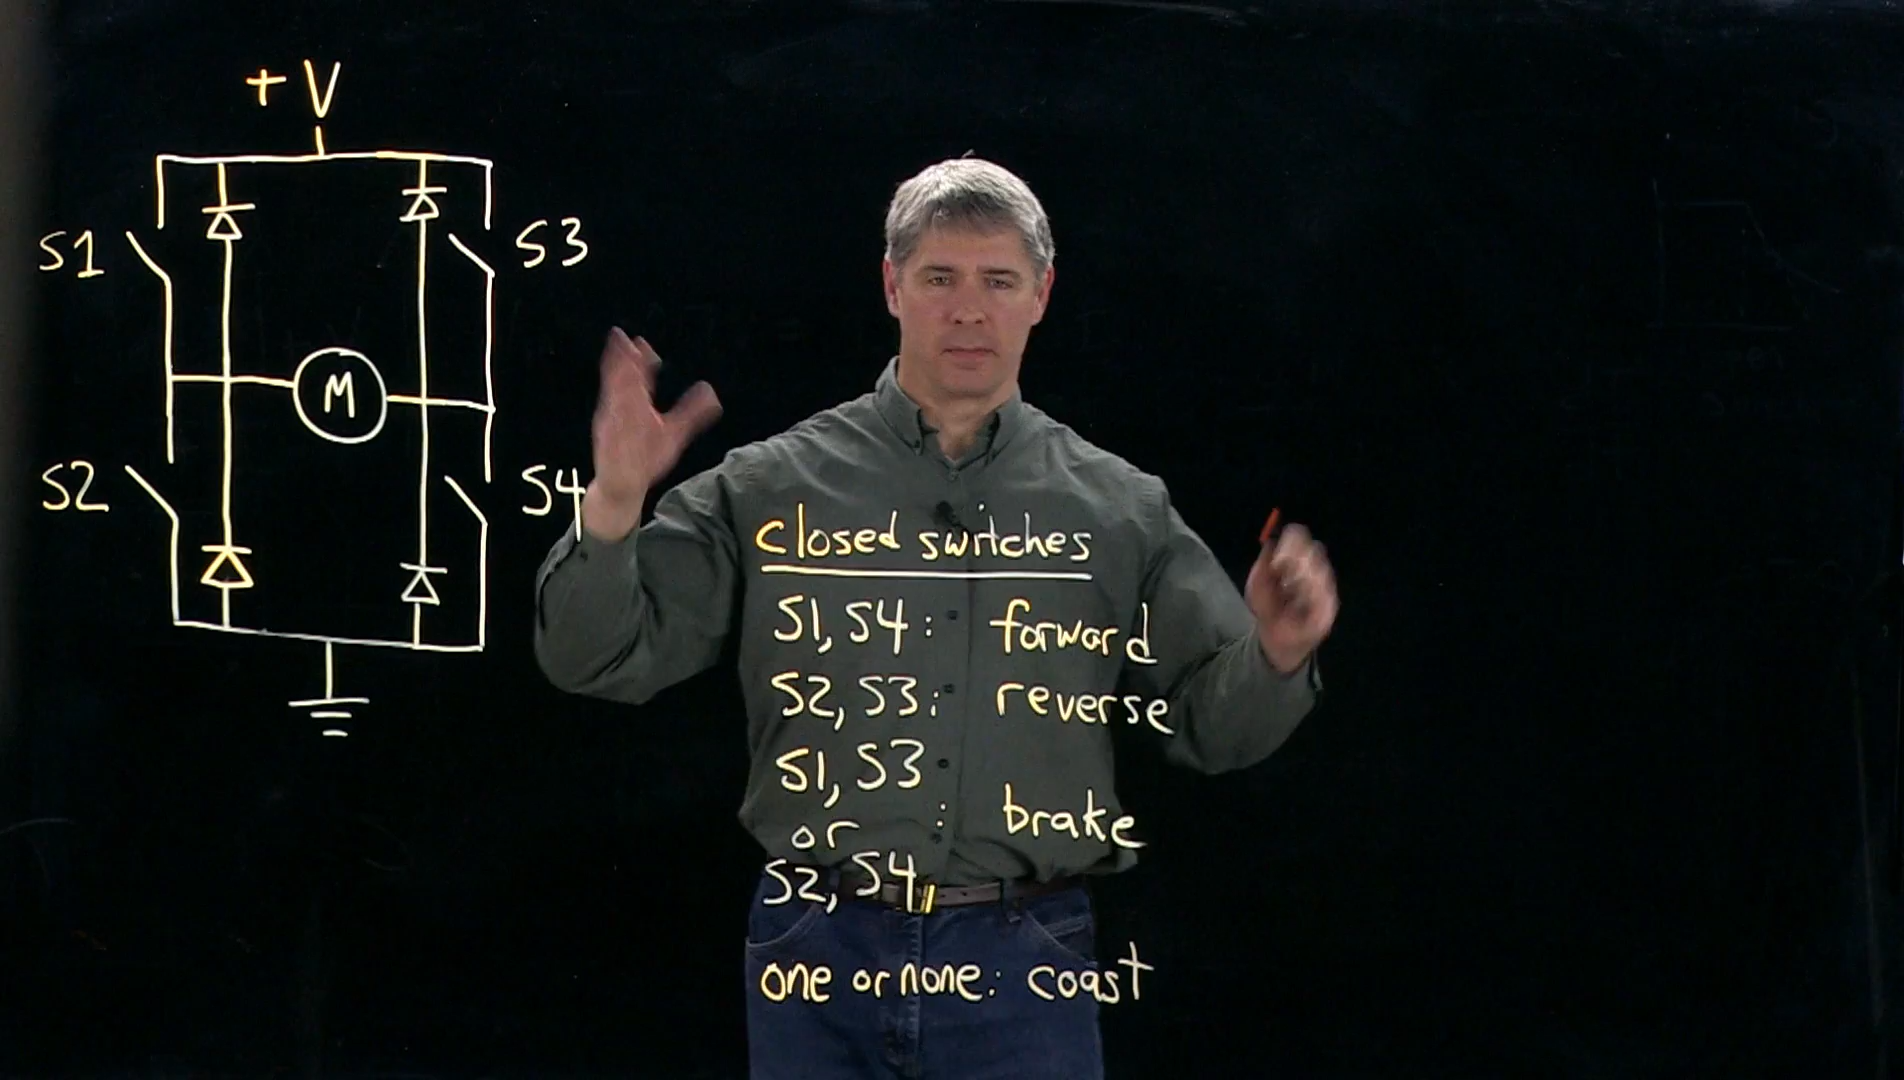 +V
S1
S3
M
S2
S4
closed switches
S1, S4: forward
S2, S3: reverse
S1, S3
or : brake
S2, S4,
one or none: coast